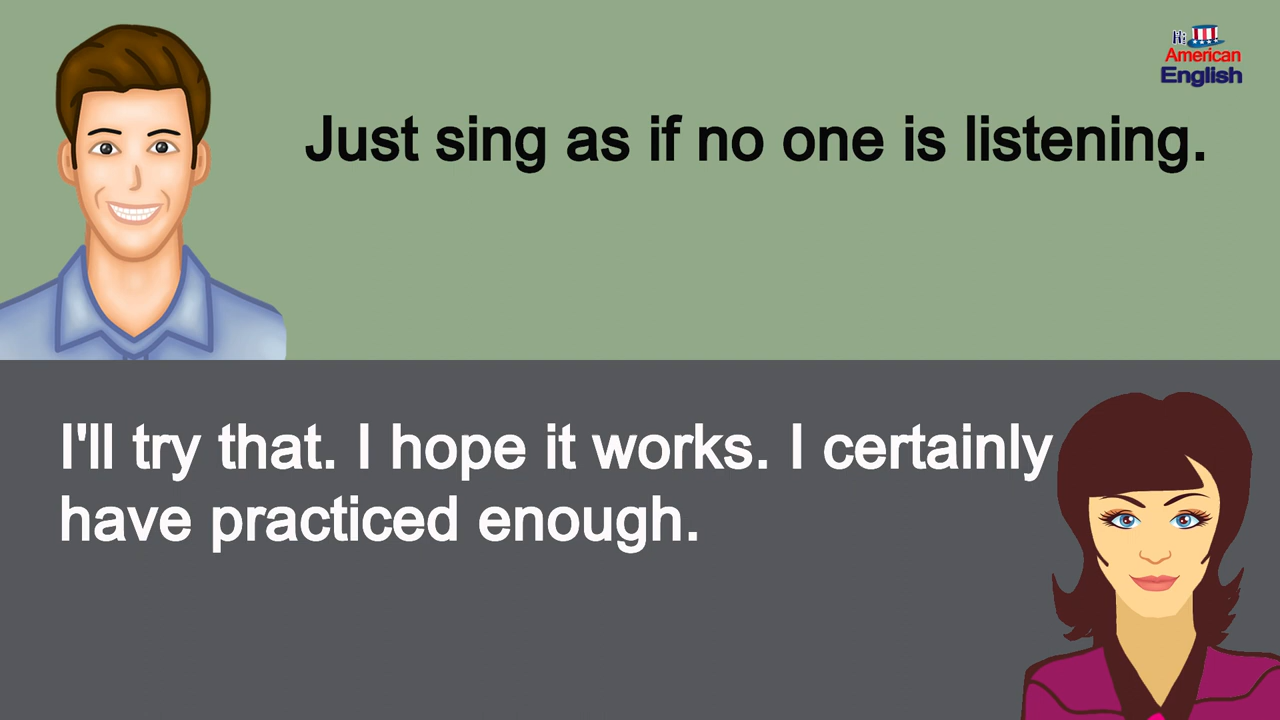 Hi
American
English
Just sing as if no one is listening.
I'll try that. I hope it works. I certainly
have practiced enough.